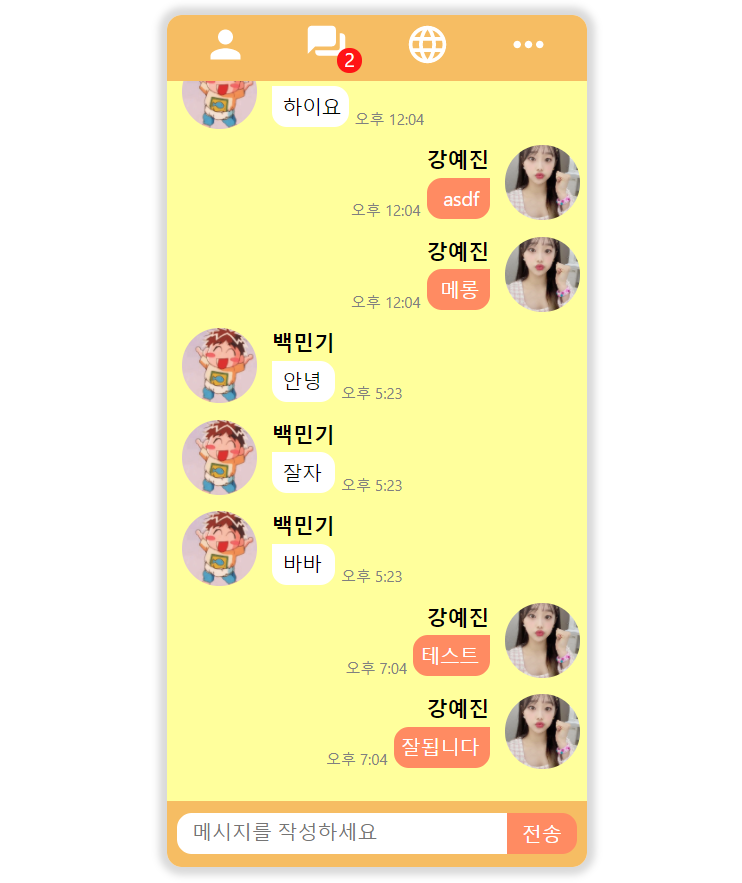 2
하이요
오후 12:04
강예진
asdf
오후 12:04
강예진
메롱
오후 12:04
백민기
안녕
오후 5:23
백민기
잘자
오후 5:23
백민기
바바
오후 5:23
강예진
테스트
오후 7:04
강예진
잘됩니다
오후 7:04
메시지를 작성하세요
전송